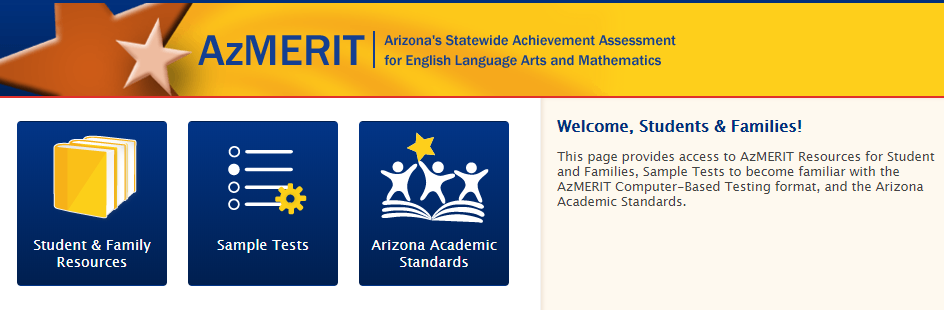 AzMERIT
Arizona's Statewide Achievement Assessment
for English Language Arts and Mathematics
Student & Family
Resources
Sample Tests
Arizona Academic
Standards
Welcome, Students & Families!
This page provides access to AzMERIT Resources for Student
and Families, Sample Tests to become familiar with the
AzMERIT Computer-Based Testing format, and the Arizona
Academic Standards.